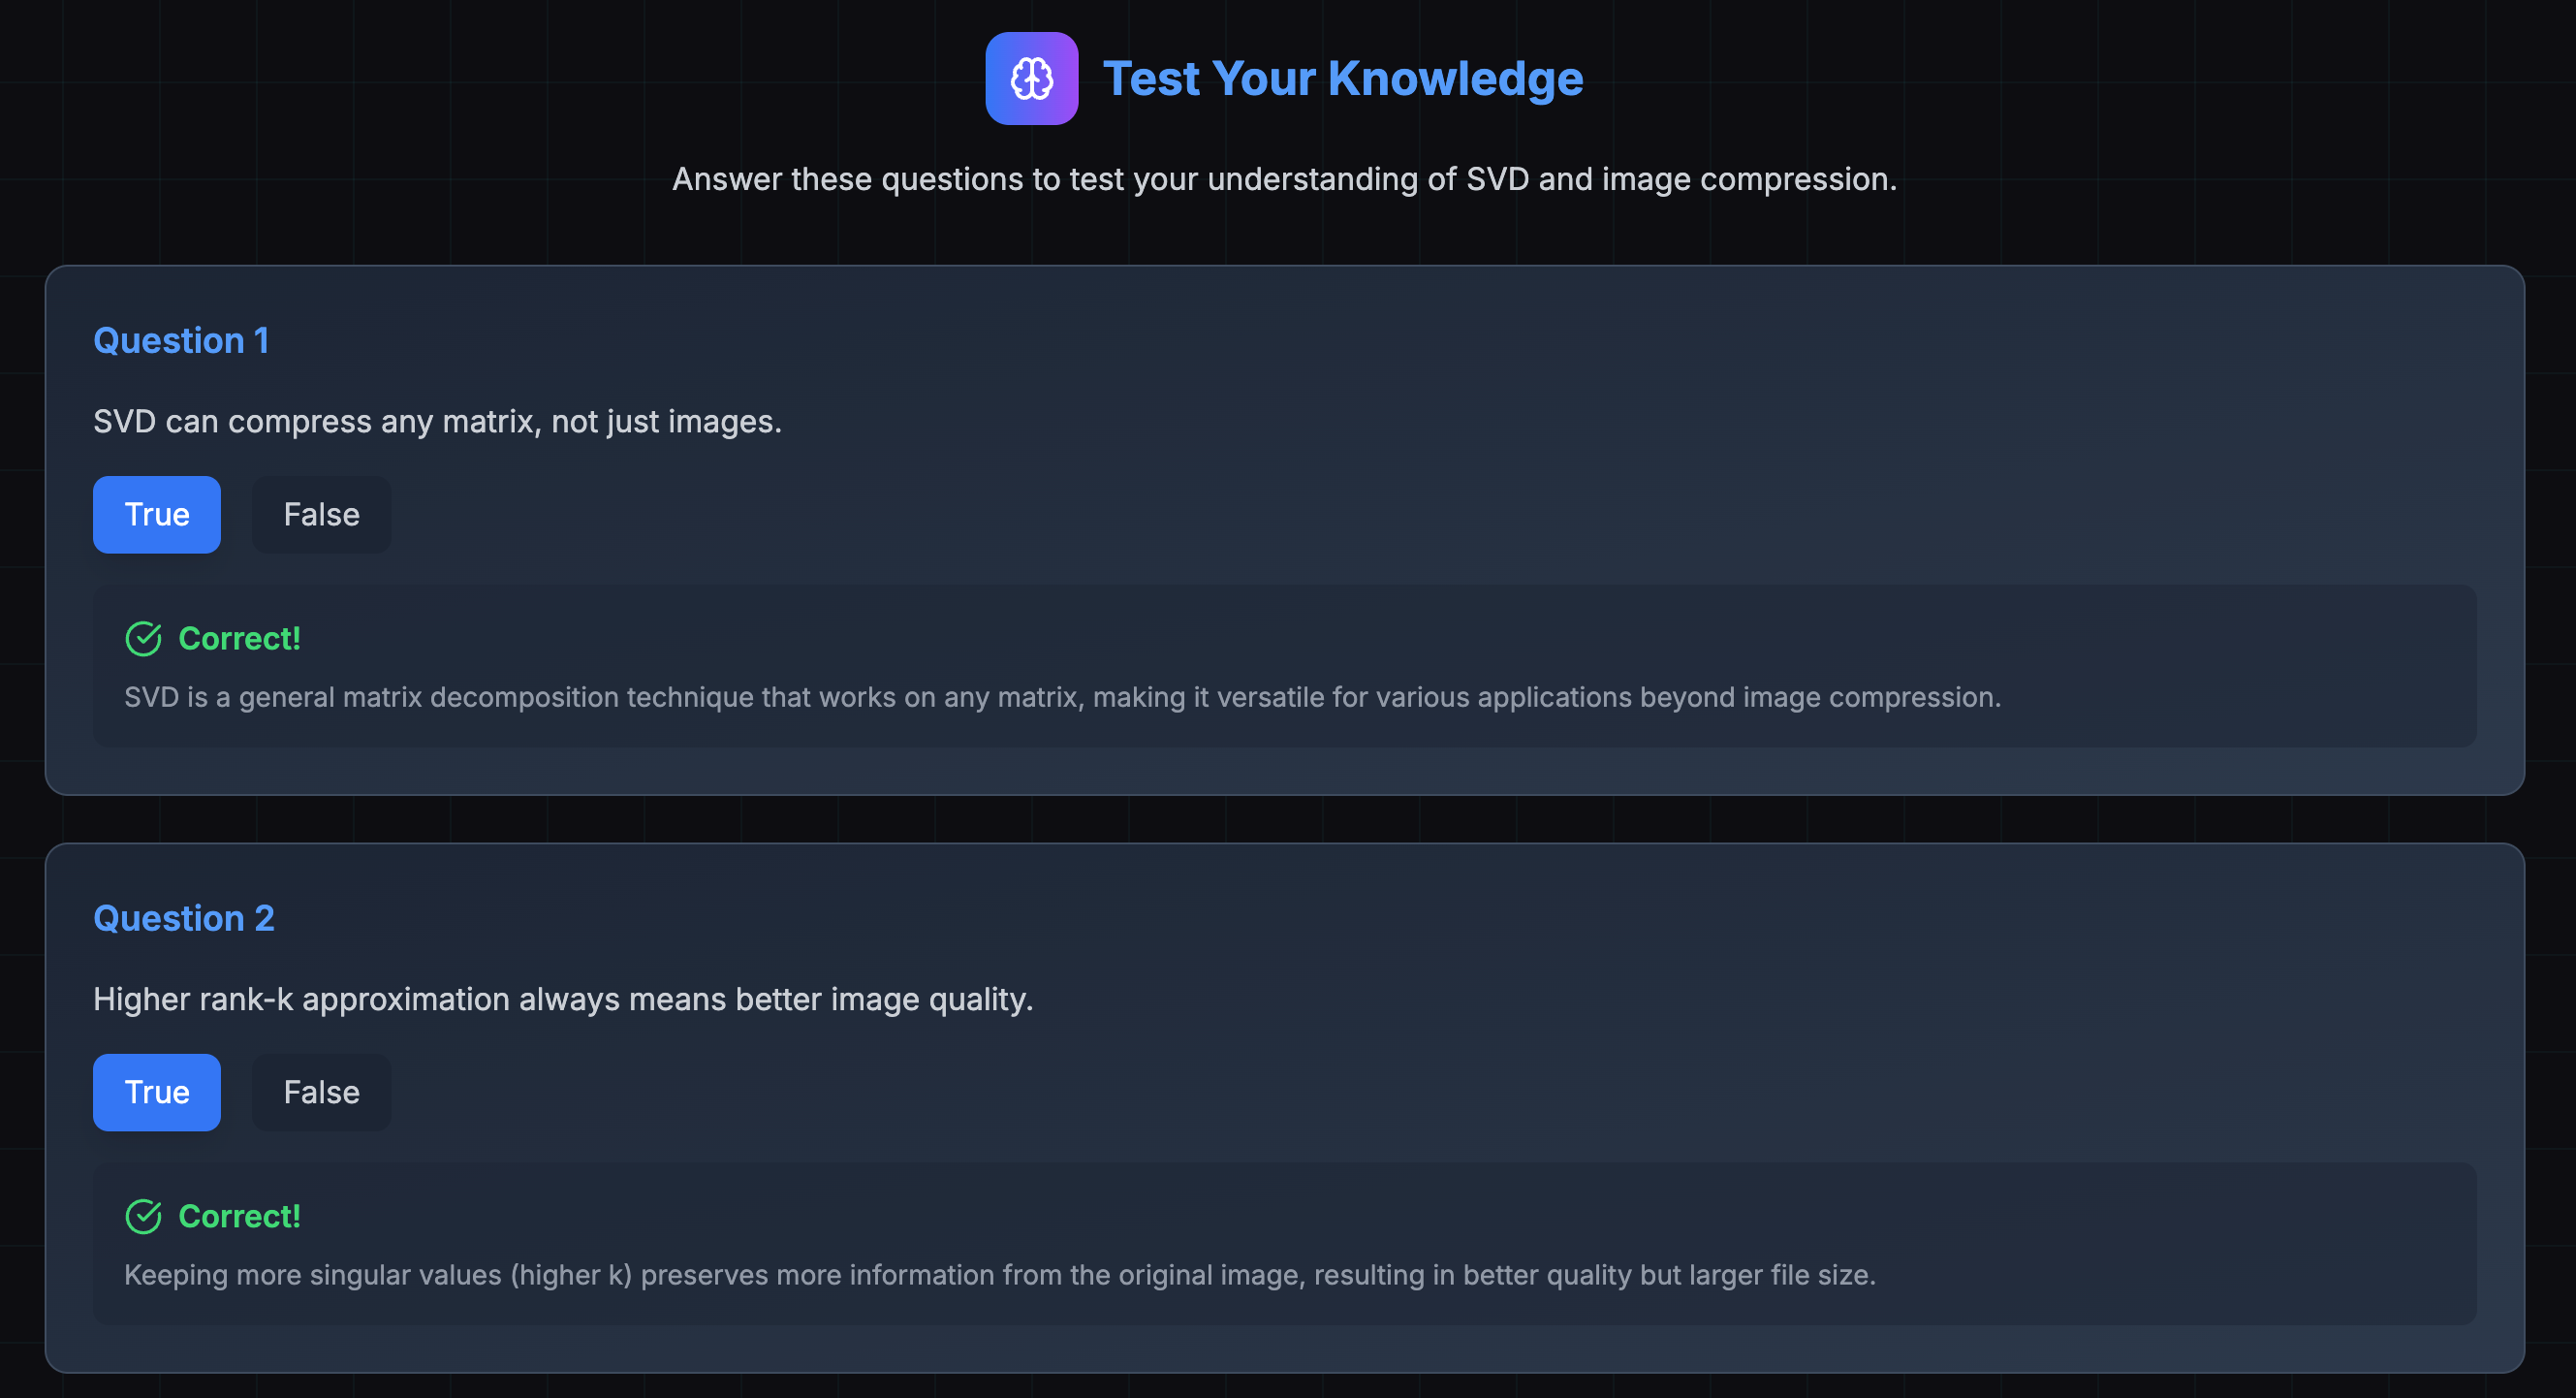 Test Your Knowledge
Answer these questions to test your understanding of SVD and image compression.
Question 1
SVD can compress any matrix, not just images.
True False
Correct!
SVD is a general matrix decomposition technique that works on any matrix, making it versatile for various applications beyond image compression.
Question 2
Higher rank-k approximation always means better image quality.
True False
Correct!
Keeping more singular values (higher k) preserves more information from the original image, resulting in better quality but larger file size.